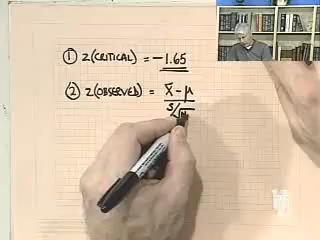 ① Z(CRITICAL) = -1.65
② Z(OBSERVED) = x̄ - μ
S/√N